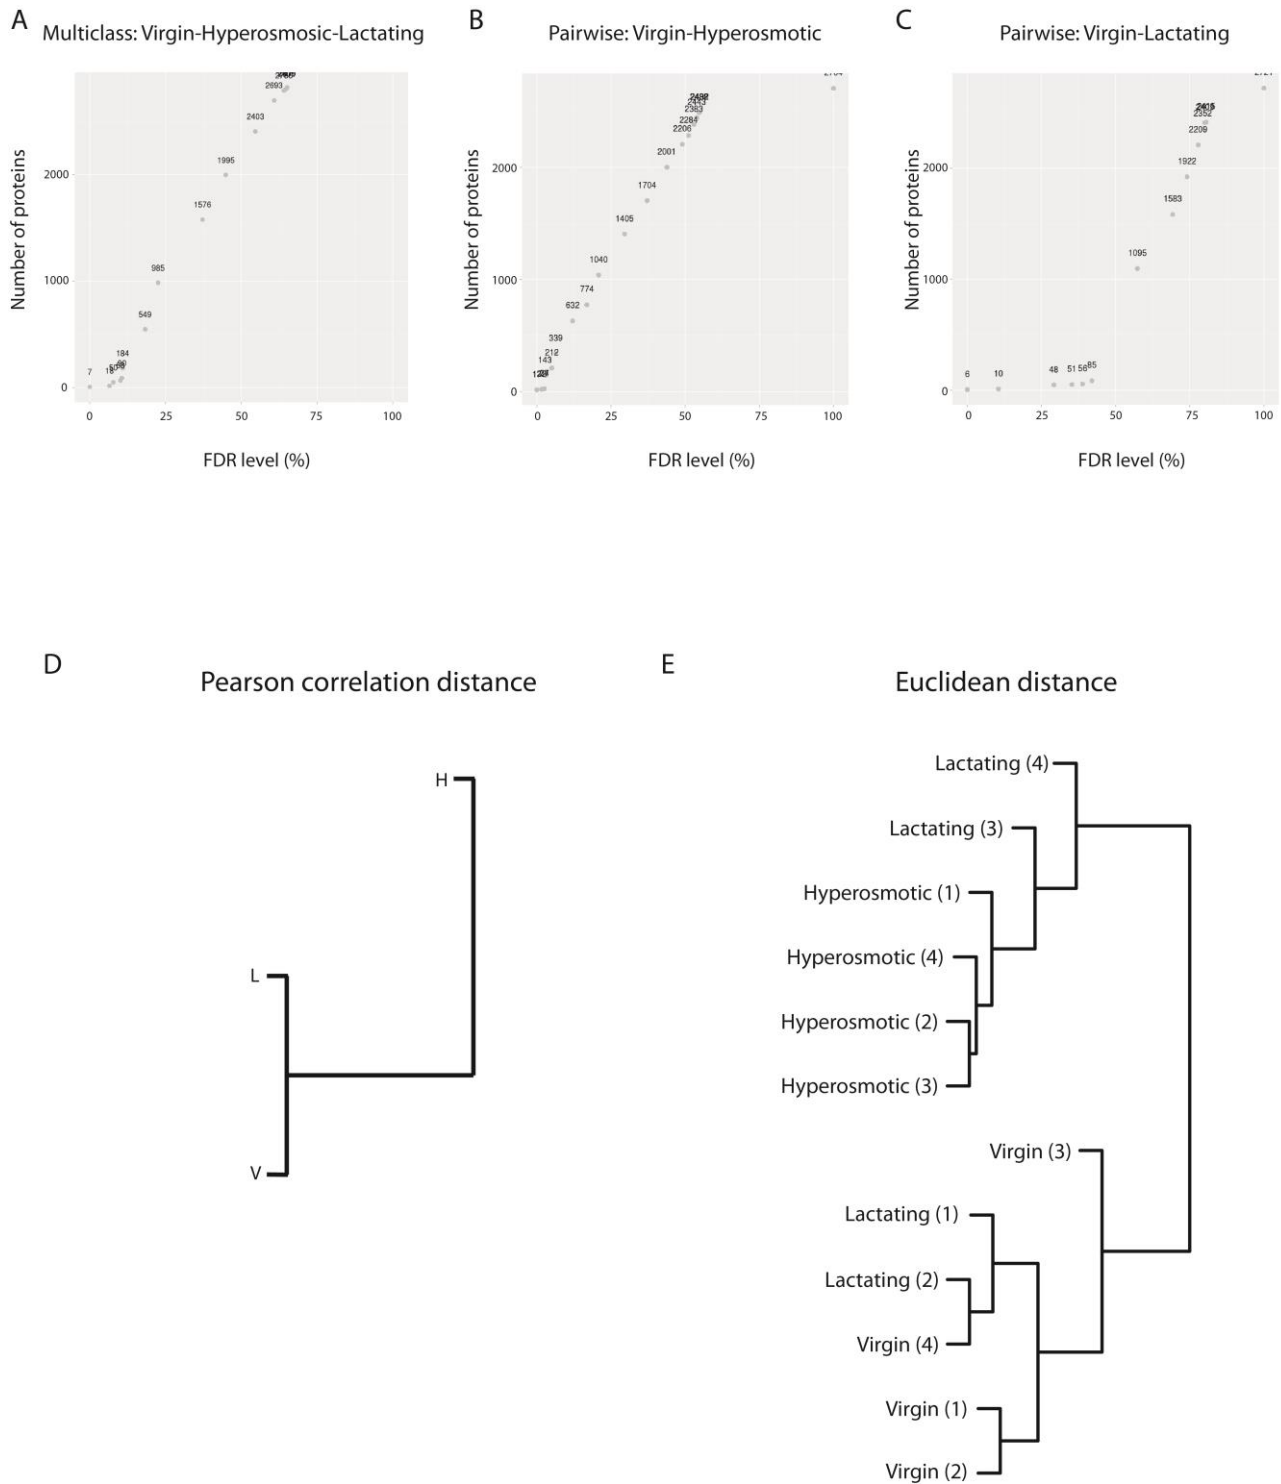 A
Multiclass: Virgin-Hyperosmosic-Lactating
Number of proteins
2000
1000
0
7
184
549
985
1576
1995
2403
2693
0 25 50 75 100
FDR level (%)
B
Pairwise: Virgin-Hyperosmotic
Number of proteins
2000
1000
0
143
212
339
632
774
1040
1405
1704
2001
2206
2284
2383
2443
0 25 50 75 100
FDR level (%)
C
Pairwise: Virgin-Lactating
Number of proteins
2000
1000
0
6
10
48
51
56
85
1095
1583
1922
2209
2352
0 25 50 75 100
FDR level (%)
D
Pearson correlation distance
H
L
V
E
Euclidean distance
Lactating (4)
Lactating (3)
Hyperosmotic (1)
Hyperosmotic (4)
Hyperosmotic (2)
Hyperosmotic (3)
Virgin (3)
Lactating (1)
Lactating (2)
Virgin (4)
Virgin (1)
Virgin (2)